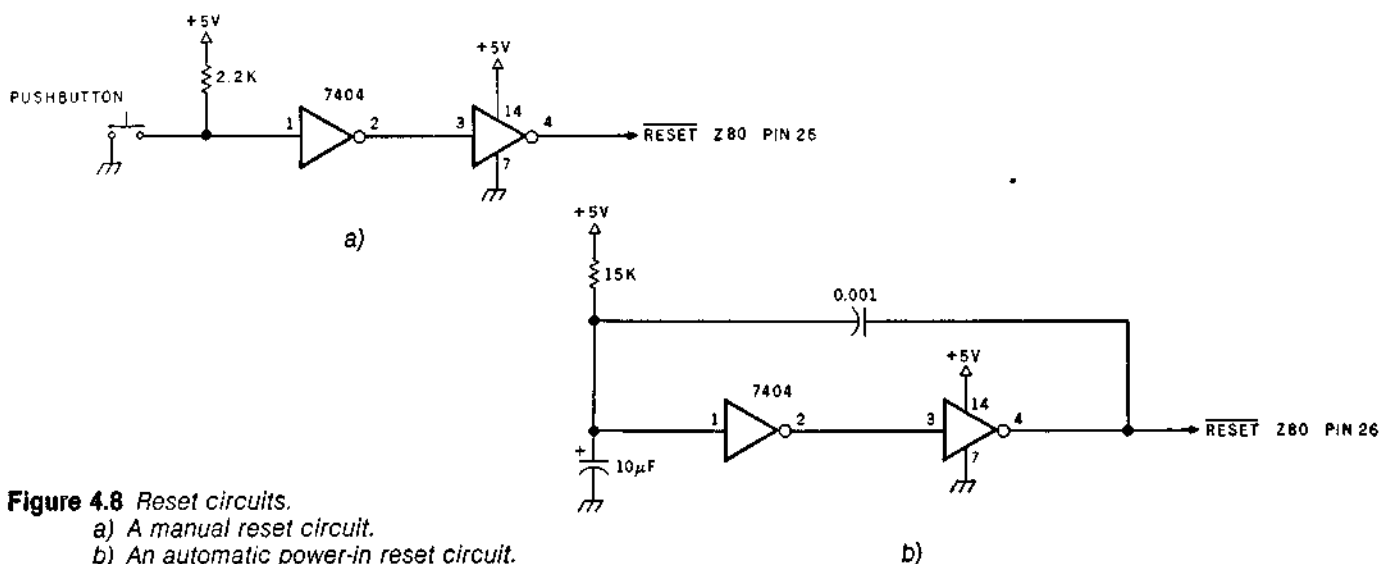 +5V
2.2K
PUSHBUTTON
7404
1
2
+5V
14
3
4
7
RESET Z80 PIN 26
a)
+5V
15K
0.001
7404
1
2
+5V
14
3
4
7
RESET Z80 PIN 26
+
10µF
Figure 4.8 Reset circuits.
a) A manual reset circuit.
b) An automatic power-in reset circuit.
b)